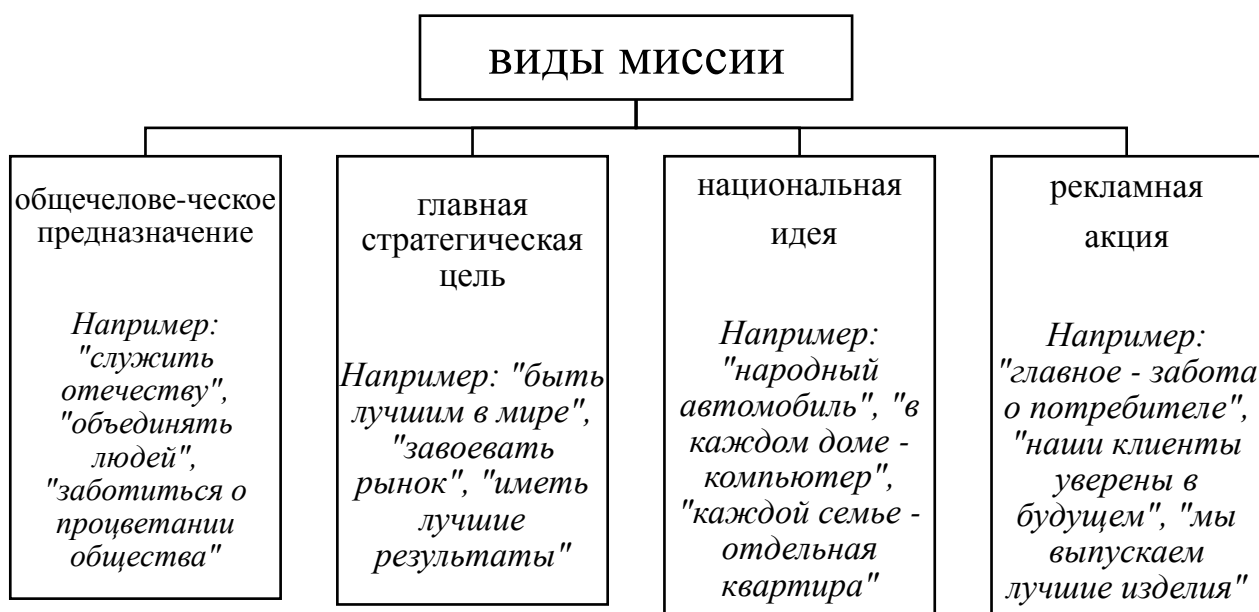 виды миссии
общечелове-ческое
предназначение
Например:
"служить
отечеству",
"объединять
людей",
"заботиться о
процветании
общества"
главная
стратегическая
цель
Например: "быть
лучшим в мире",
"завоевать
рынок", "иметь
лучшие
результаты"
национальная
идея
Например:
"народный
автомобиль", "в
каждом доме -
компьютер",
"каждой семье -
отдельная
квартира"
рекламная
акция
Например:
"главное - забота
о потребителе",
"наши клиенты
уверены в
будущем", "мы
выпускаем
лучшие изделия"